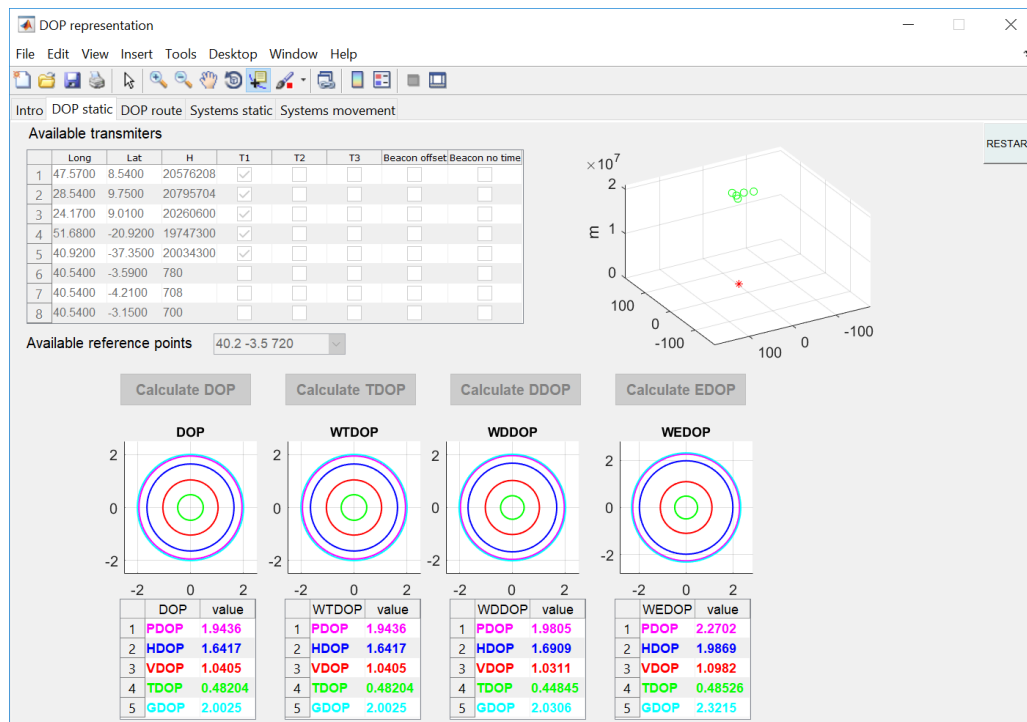 DOP representation
File Edit View Insert Tools Desktop Window Help
Intro DOP static DOP route Systems static Systems movement
Available transmiters
RESTAR
Long Lat H T1 T2 T3 Beacon offset Beacon no time
1 47.5700 8.5400 20576208
2 28.5400 9.7500 20795704
3 24.1700 9.0100 20260600
4 51.6800 -20.9200 19747300
5 40.9200 -37.3500 20034300
6 40.5400 -3.5900 780
7 40.5400 -4.2100 708
8 40.5400 -3.1500 700
×10⁷
2
m 1
0
100
0
-100
100
0
-100
Available reference points 40.2 -3.5 720
Calculate DOP Calculate TDOP Calculate DDOP Calculate EDOP
DOP WTDOP WDDOP WEDOP
2 2 2 2
0 0 0 0
-2 -2 -2 -2
-2 0 2 -2 0 2 -2 0 2 -2 0 2
DOP value WTDOP value WDDOP value WEDOP value
1 PDOP 1.9436 1 PDOP 1.9436 1 PDOP 1.9805 1 PDOP 2.2702
2 HDOP 1.6417 2 HDOP 1.6417 2 HDOP 1.6909 2 HDOP 1.9869
3 VDOP 1.0405 3 VDOP 1.0405 3 VDOP 1.0311 3 VDOP 1.0982
4 TDOP 0.48204 4 TDOP 0.48204 4 TDOP 0.44845 4 TDOP 0.48526
5 GDOP 2.0025 5 GDOP 2.0025 5 GDOP 2.0306 5 GDOP 2.3215